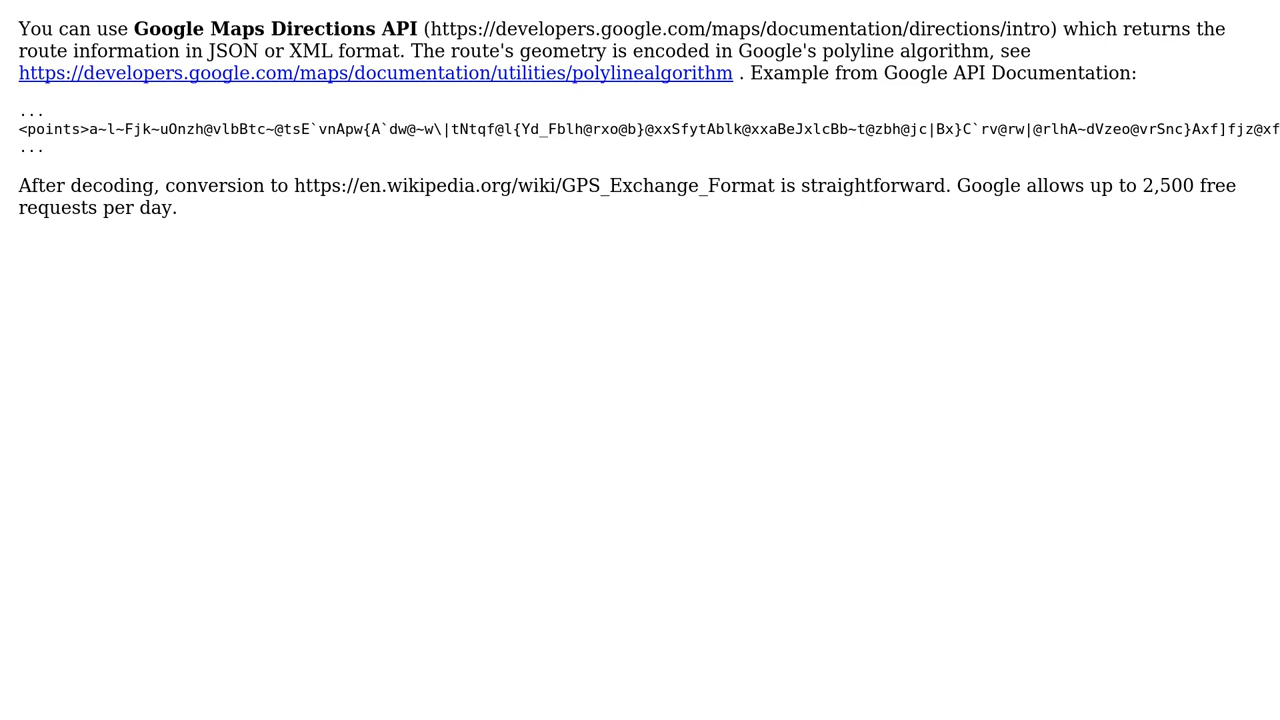 You can use Google Maps Directions API (https://developers.google.com/maps/documentation/directions/intro) which returns the
route information in JSON or XML format. The route's geometry is encoded in Google's polyline algorithm, see
https://developers.google.com/maps/documentation/utilities/polylinealgorithm . Example from Google API Documentation:
...
<points>a~l~Fjk~uOnzh@vlbBtc~@tsE`vnApw{A`dw@~w\|tNtqf@l{Yd_Fblh@rxo@b}@xxSfytAblk@xxaBeJxlcBb~t@zbh@jc|Bx}C`rv@rw|@rlhA~dVzeo@vrSnc}Axf]fjz@xf
...
After decoding, conversion to https://en.wikipedia.org/wiki/GPS_Exchange_Format is straightforward. Google allows up to 2,500 free
requests per day.